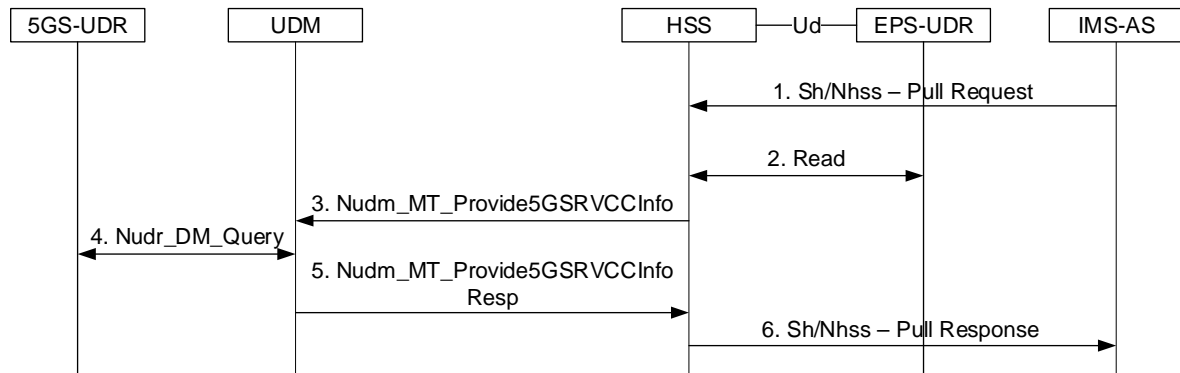 5GS-UDR
UDM
HSS
Ud
EPS-UDR
IMS-AS
1. Sh/Nhss – Pull Request
2. Read
3. Nudm_MT_Provide5GSRVCCInfo
4. Nudr_DM_Query
5. Nudm_MT_Provide5GSRVCCInfo
Resp
6. Sh/Nhss – Pull Response